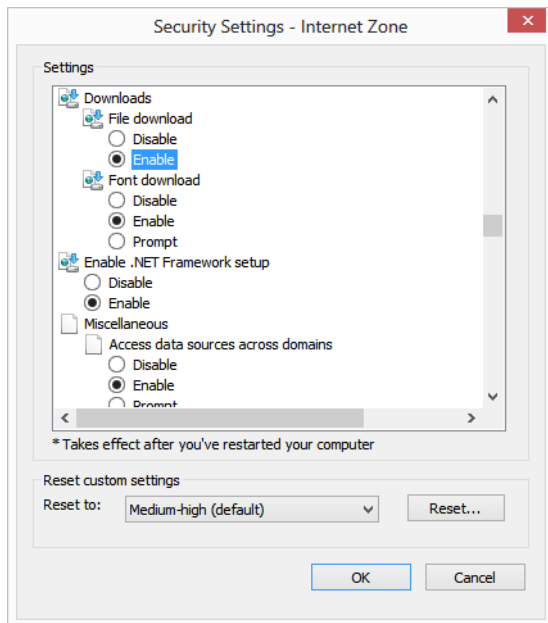 Security Settings - Internet Zone
Settings
Downloads
File download
Disable
Enable
Font download
Disable
Enable
Prompt
Enable .NET Framework setup
Disable
Enable
Miscellaneous
Access data sources across domains
Disable
Enable
Prompt
* Takes effect after you've restarted your computer
Reset custom settings
Reset to: Medium-high (default) Reset...
OK Cancel